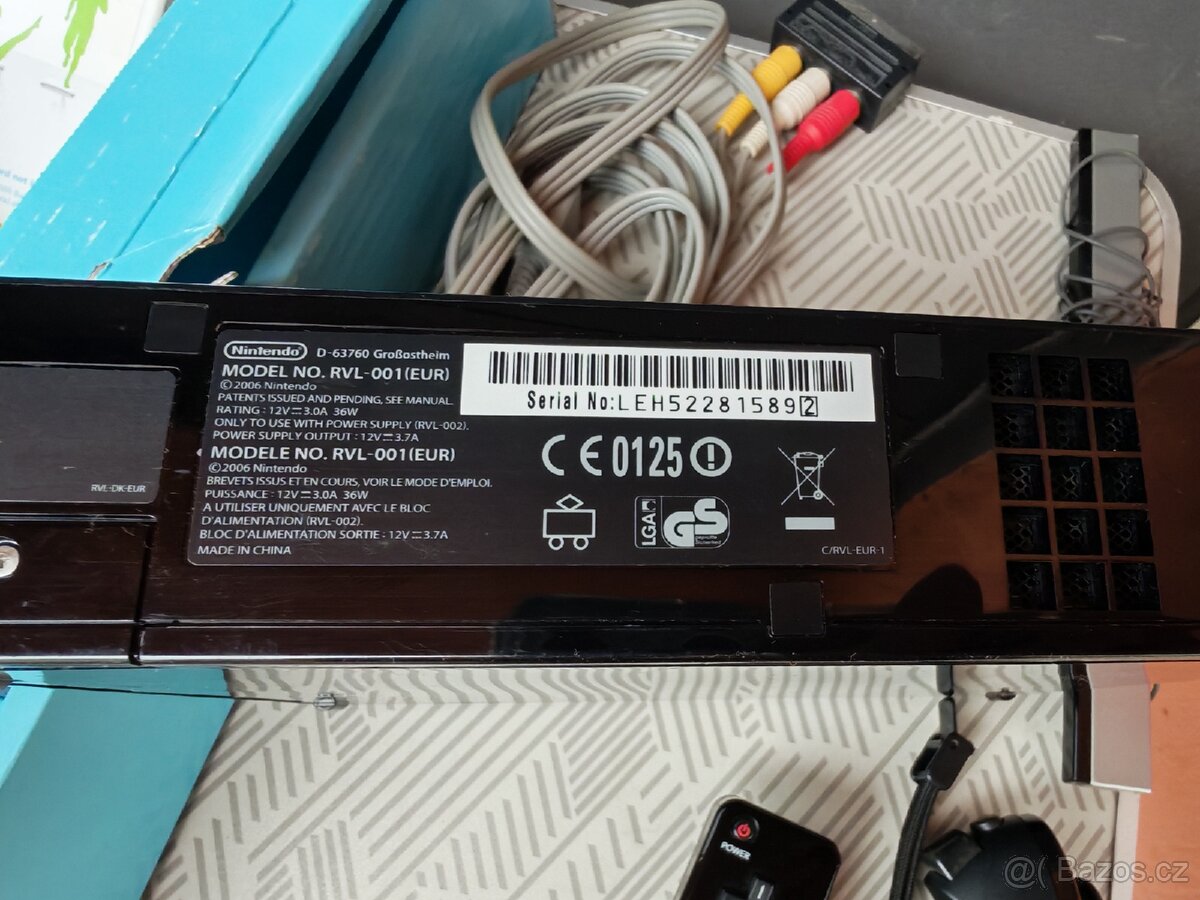 Nintendo D-63760 Großostheim
MODEL NO. RVL-001(EUR)
©2006 Nintendo
PATENTS ISSUED AND PENDING, SEE MANUAL.
RATING : 12V⎓3.0A 36W
ONLY TO USE WITH POWER SUPPLY (RVL-002).
POWER SUPPLY OUTPUT : 12V⎓3.7A
MODELE NO. RVL-001(EUR)
©2006 Nintendo
BREVETS ISSUS ET EN COURS, VOIR LE MODE D'EMPLOI.
PUISSANCE : 12V⎓3.0A 36W
A UTILISER UNIQUEMENT AVEC LE BLOC
D'ALIMENTATION (RVL-002).
BLOC D'ALIMENTATION SORTIE : 12V⎓3.7A
MADE IN CHINA
Serial No:LEH52281589 2
CE 0125
LGA GS
C/RVL-EUR-1
RVL-DK-EUR
POWER
Bazos.cz